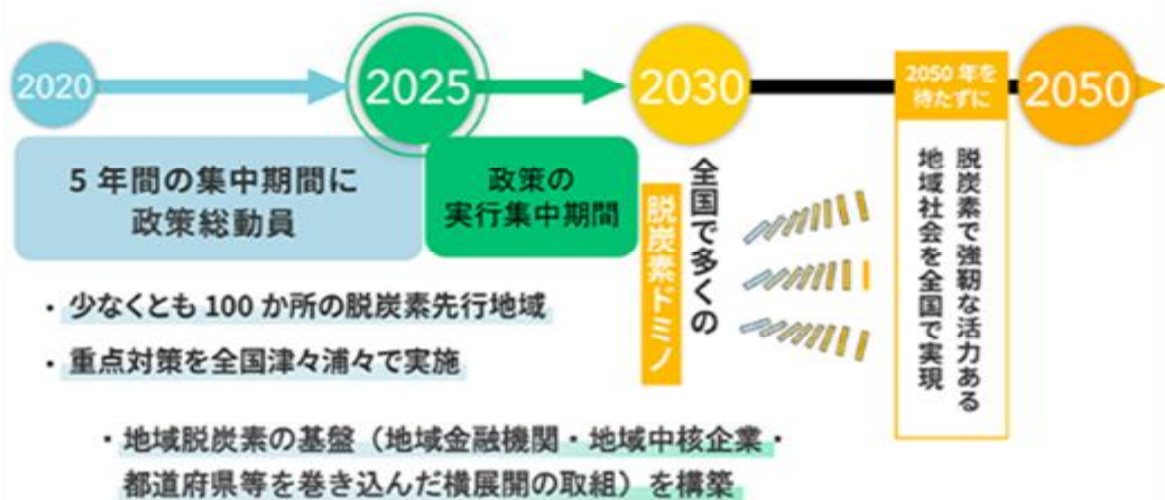 2020
2025
2030
2050
5年間の集中期間に
政策総動員
政策の
実行集中期間
・少なくとも100か所の脱炭素先行地域
・重点対策を全国津々浦々で実施
・地域脱炭素の基盤（地域金融機関・地域中核企業・
都道府県等を巻き込んだ横展開の取組）を構築
全国で多くの
脱炭素ドミノ
2050年を
待たずに
脱炭素で強靭な活力ある
地域社会を全国で実現